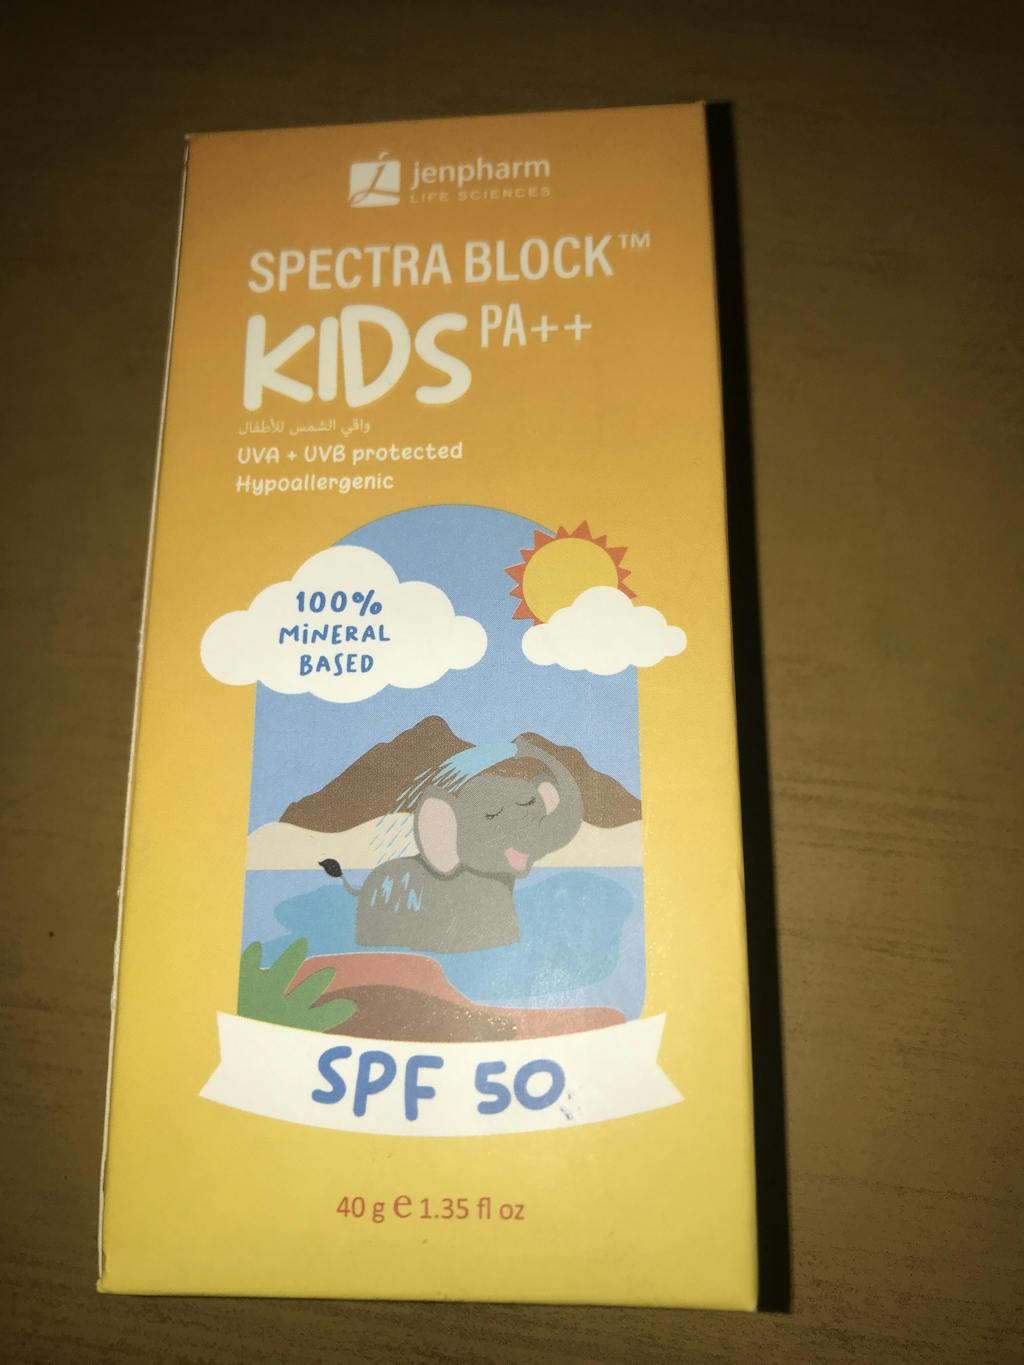 jenpharm
LIFE SCIENCES
SPECTRA BLOCK™
KIDS PA++
واقي الشمس للأطفال
UVA + UVB protected
Hypoallergenic
100%
MiNERAL
BASED
SPF 50
40 g e 1.35 fl oz